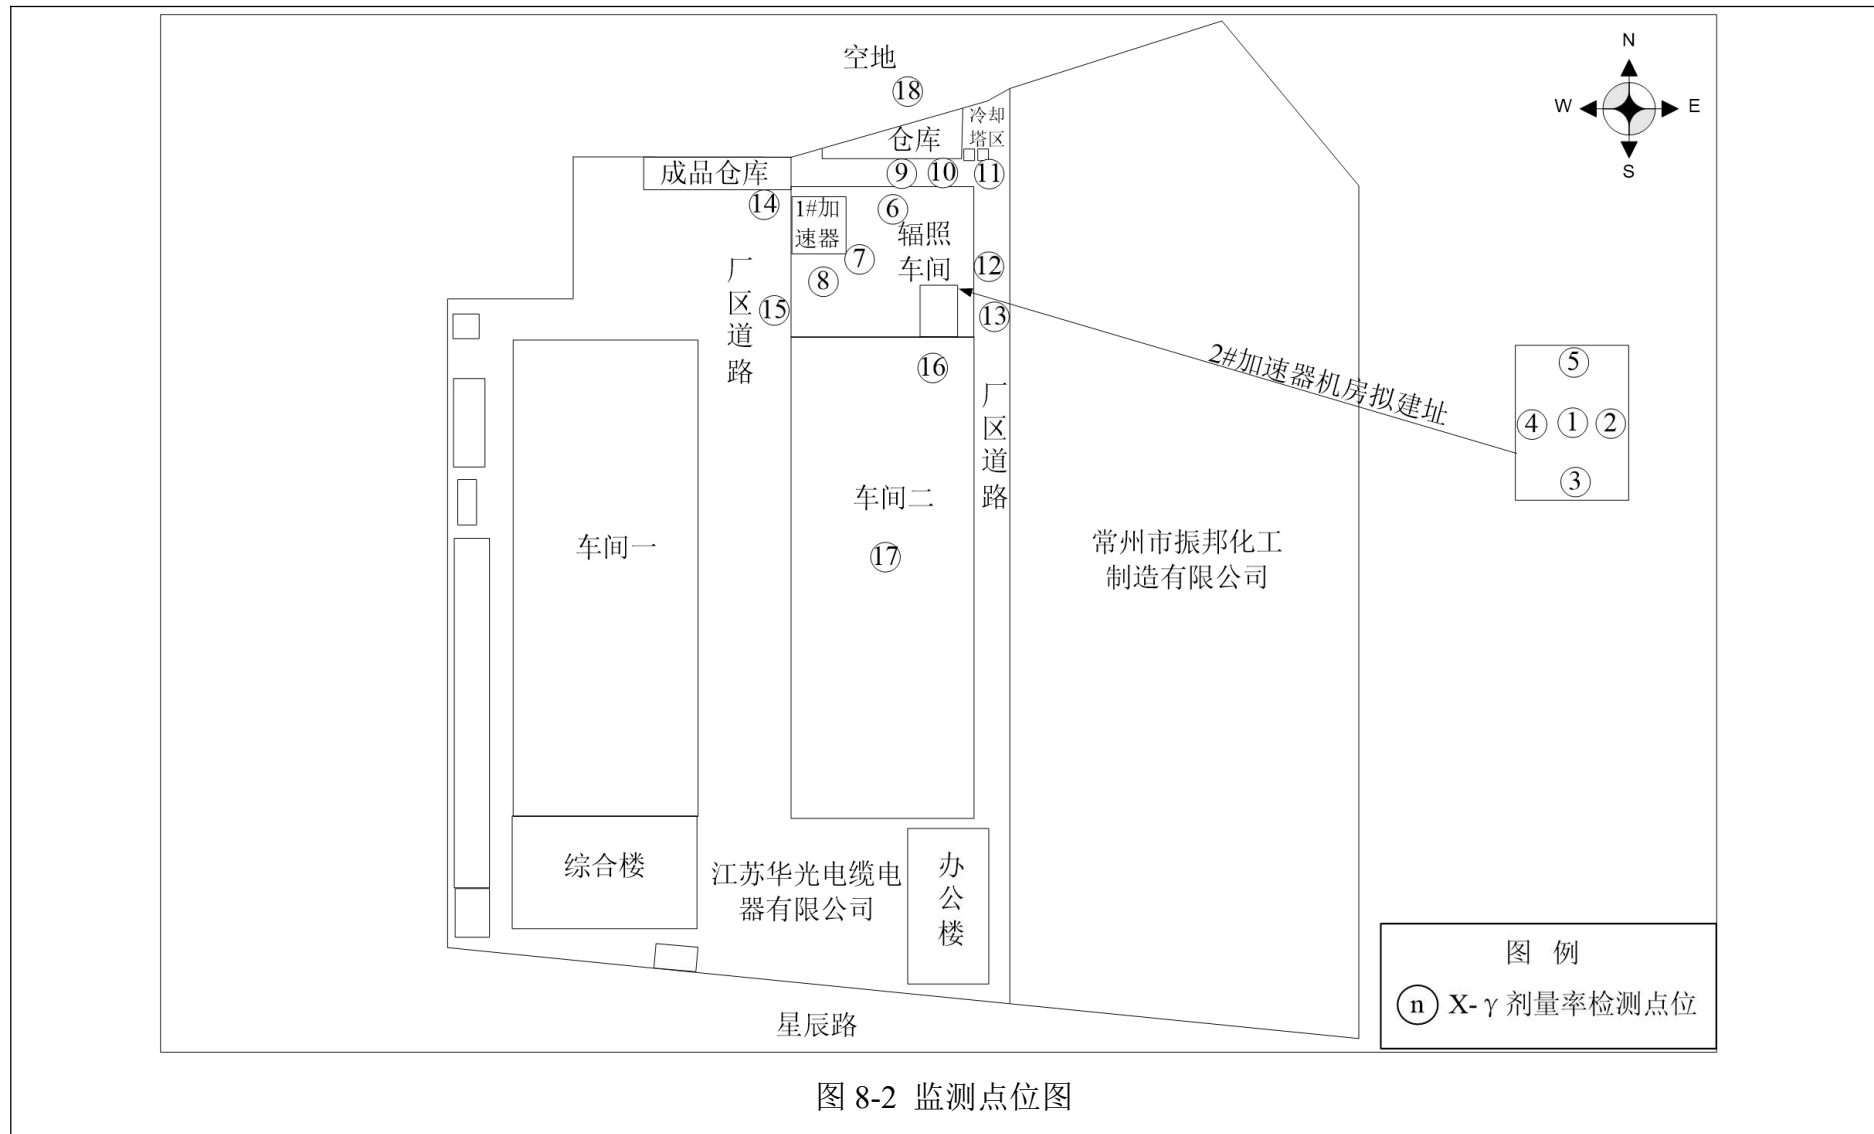 空地
⑱
N
W
E
S
冷却
塔区
仓库
成品仓库
⑨
⑩
⑪
⑭
1#加
速器
⑥
辐照
车间
⑦
⑧
⑫
⑬
⑮
厂区道路
2#加速器机房拟建址
⑤
④
①
②
③
⑯
厂区道路
车间二
⑰
车间一
常州市振邦化工
制造有限公司
综合楼
江苏华光电缆电
器有限公司
办公楼
星辰路
图 例
ⓝ X-γ剂量率检测点位
图 8-2 监测点位图